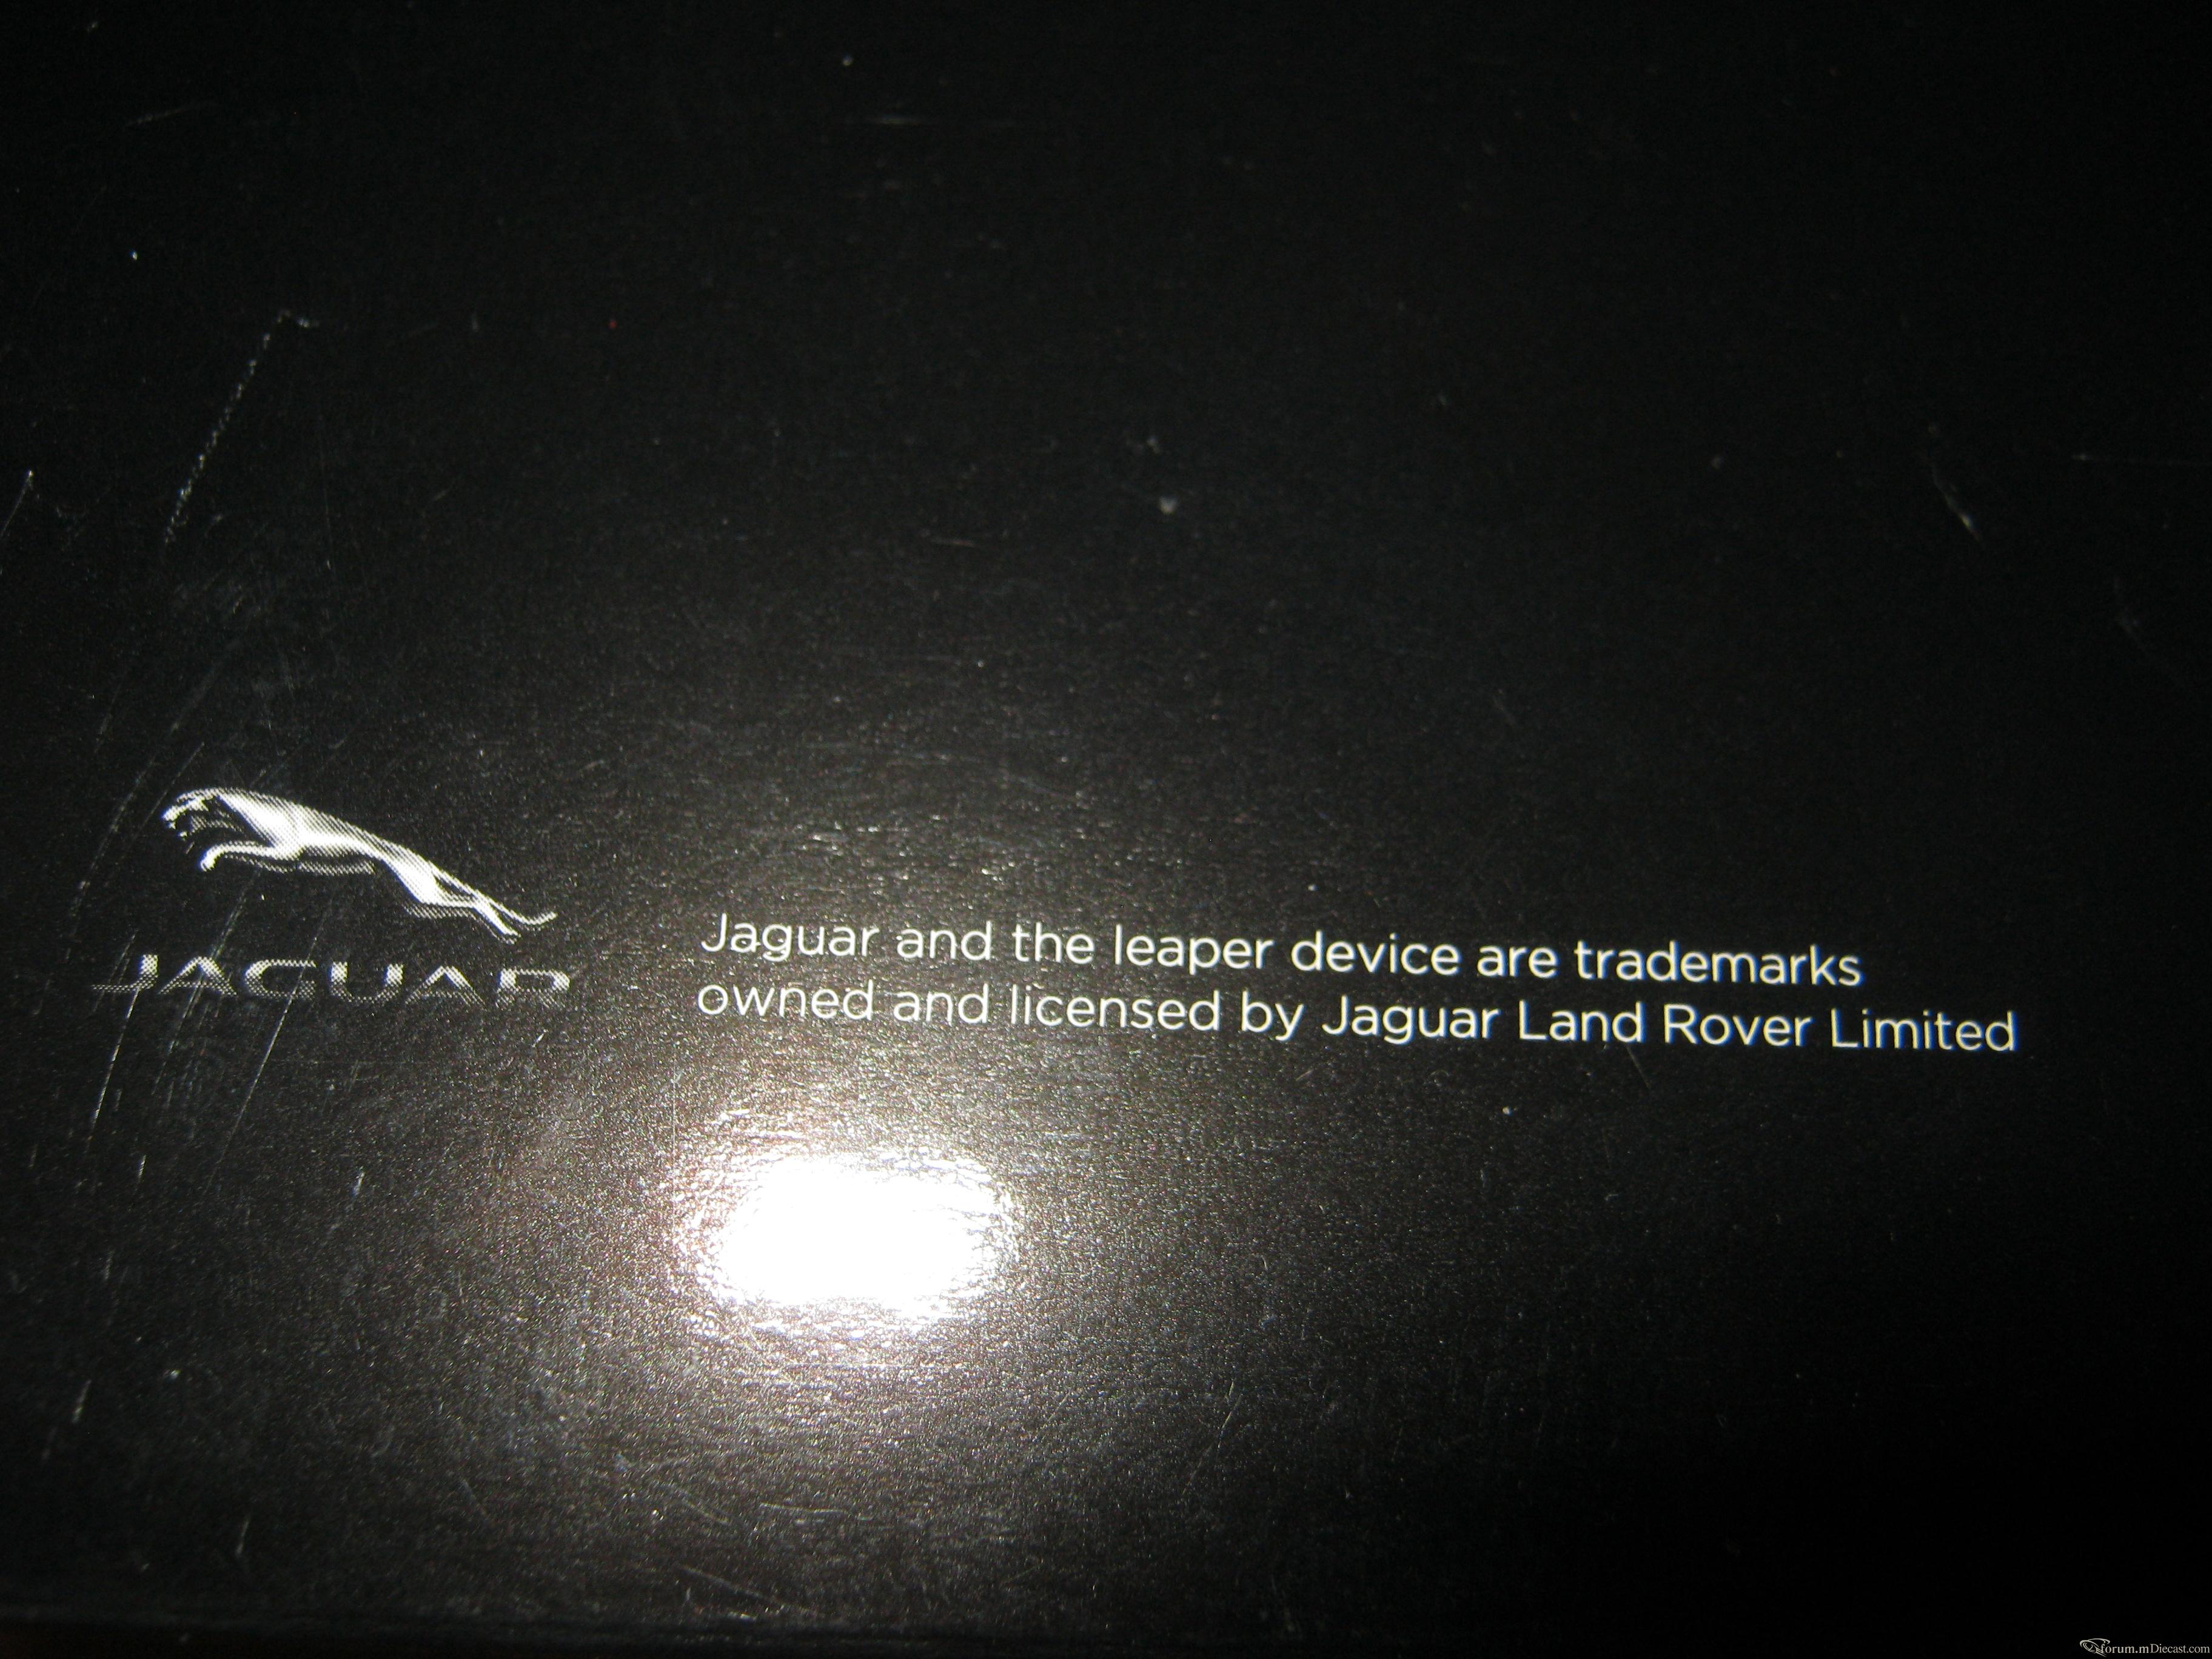 JAGUAR
Jaguar and the leaper device are trademarks
owned and licensed by Jaguar Land Rover Limited
forum.mDiecast.com